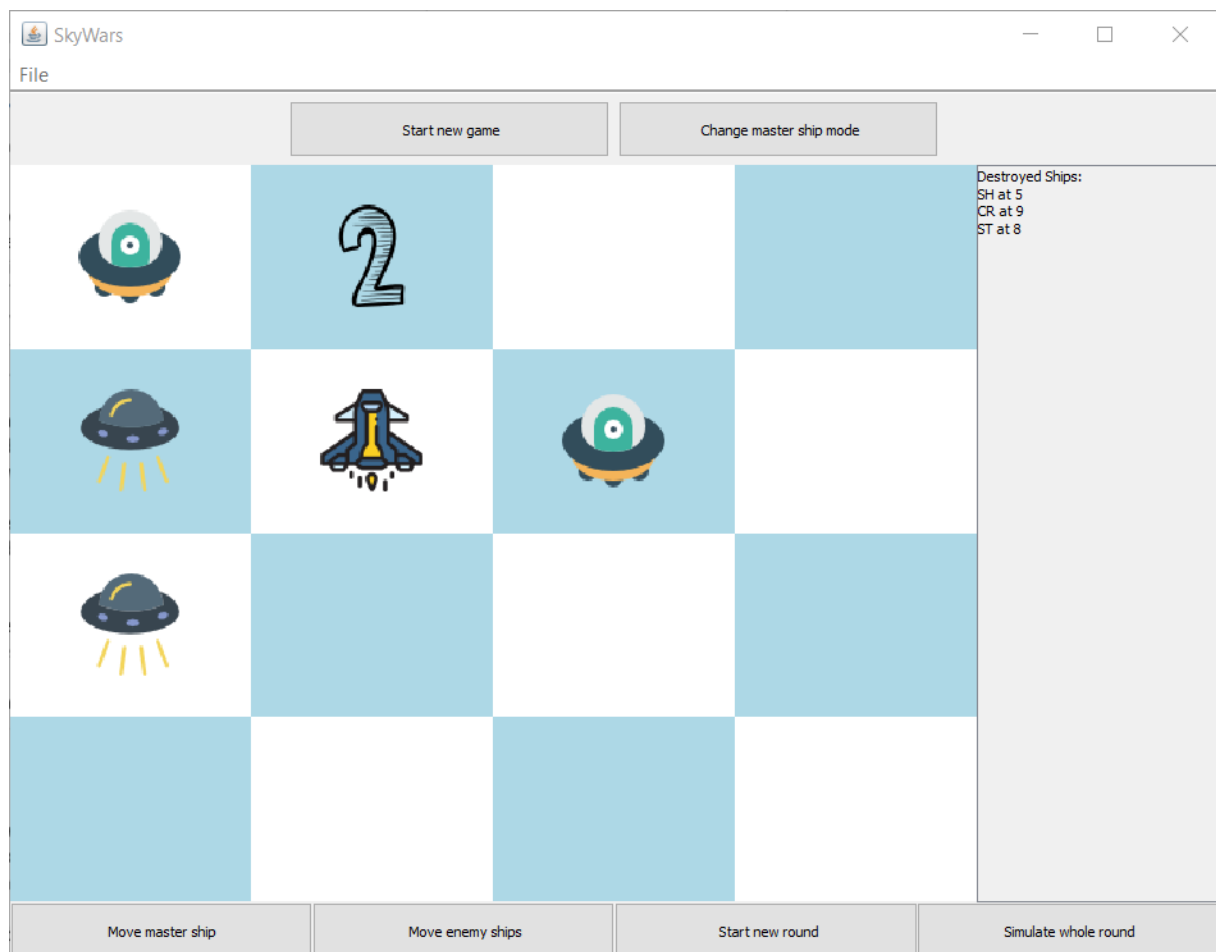 SkyWars
File
Start new game
Change master ship mode
2
Destroyed Ships:
SH at 5
CR at 9
ST at 8
Move master ship
Move enemy ships
Start new round
Simulate whole round